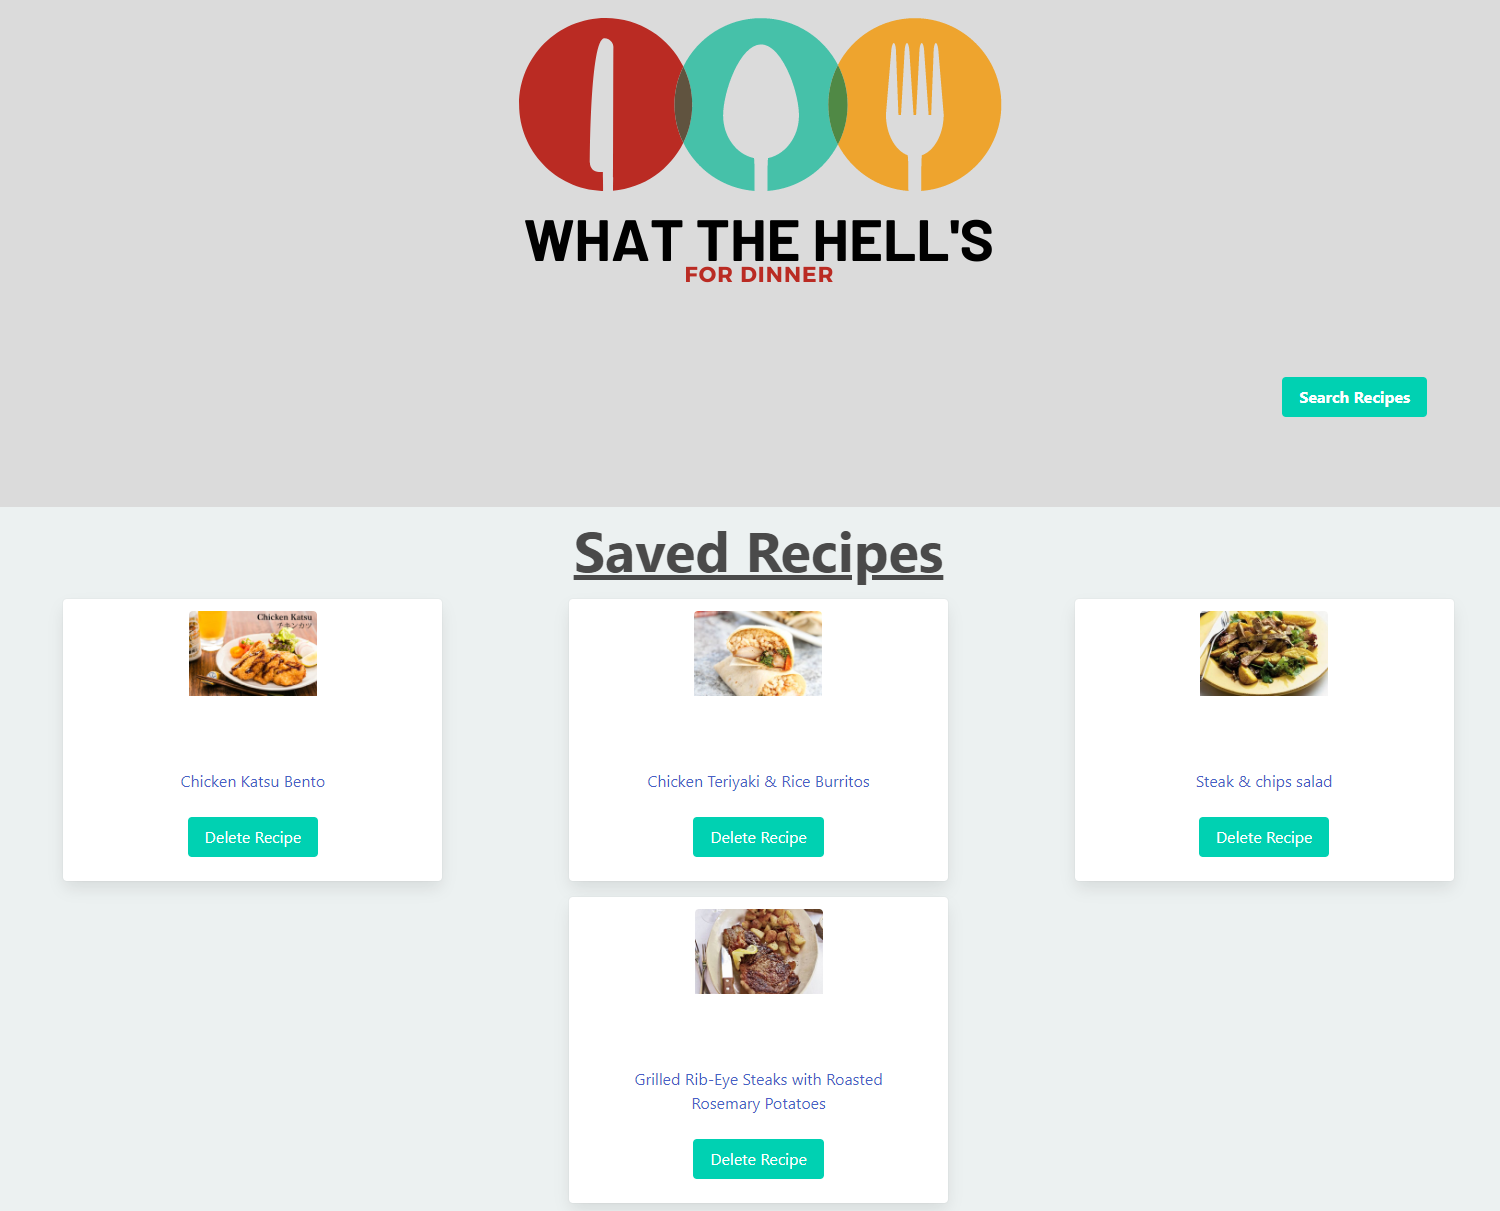 WHAT THE HELL'S
FOR DINNER
Search Recipes
Saved Recipes
Chicken Katsu
チキンカツ
Chicken Katsu Bento
Delete Recipe
Chicken Teriyaki & Rice Burritos
Delete Recipe
Steak & chips salad
Delete Recipe
Grilled Rib-Eye Steaks with Roasted
Rosemary Potatoes
Delete Recipe